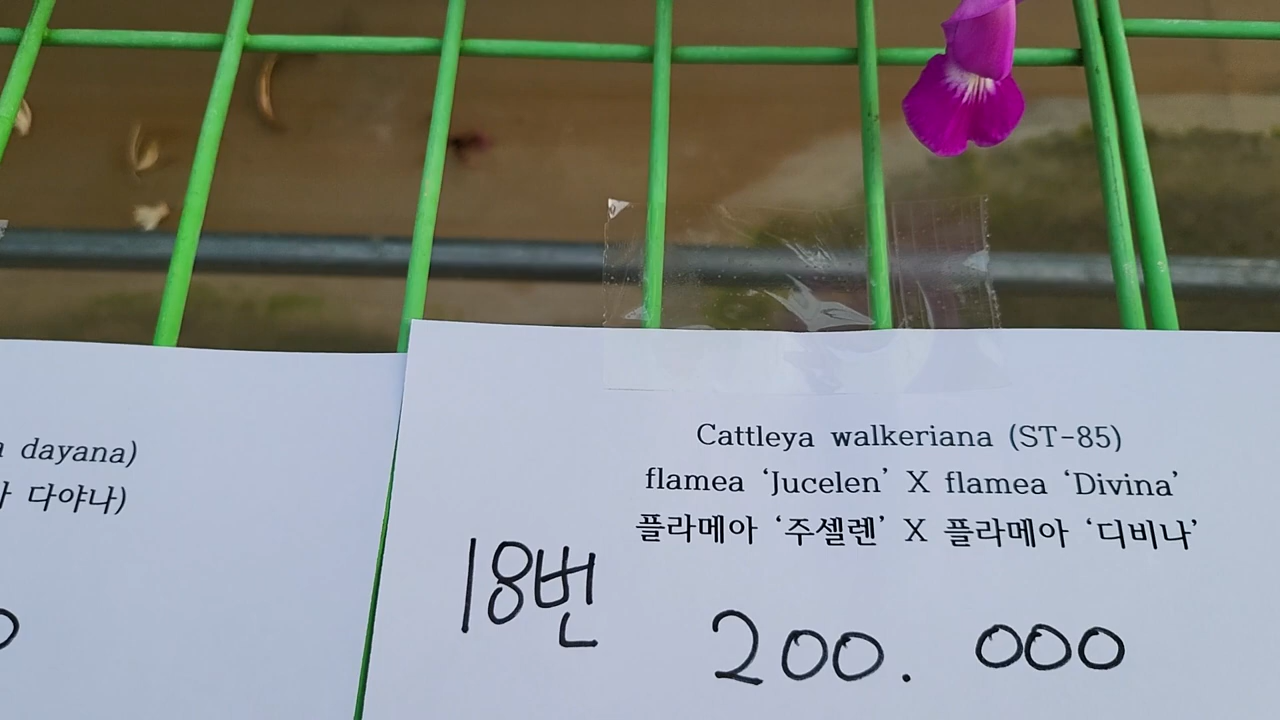 dayana)
다야나)
Cattleya walkeriana (ST-85)
flamea ‘Jucelen’ X flamea ‘Divina’
플라메아 ‘주셀렌’ X 플라메아 ‘디비나’
18번
200. 000